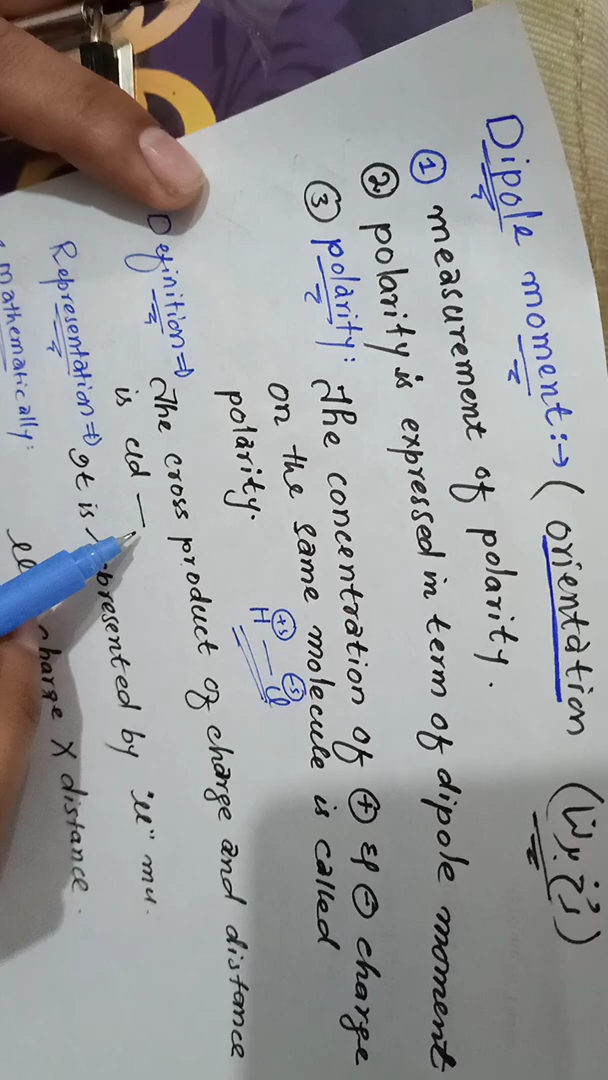 Dipole moment:→ (orientation
① measurement of polarity.
② polarity is expressed in term of dipole moment
③ polarity: The concentration of ⊕ & ⊖ charge
on the same molecule is called
polarity.
H — Cl
Definition⇒ The cross product of charge and distance
is cld —
Representation⇒ It is represented by "μ" mu.
mathematically:
charge × distance.